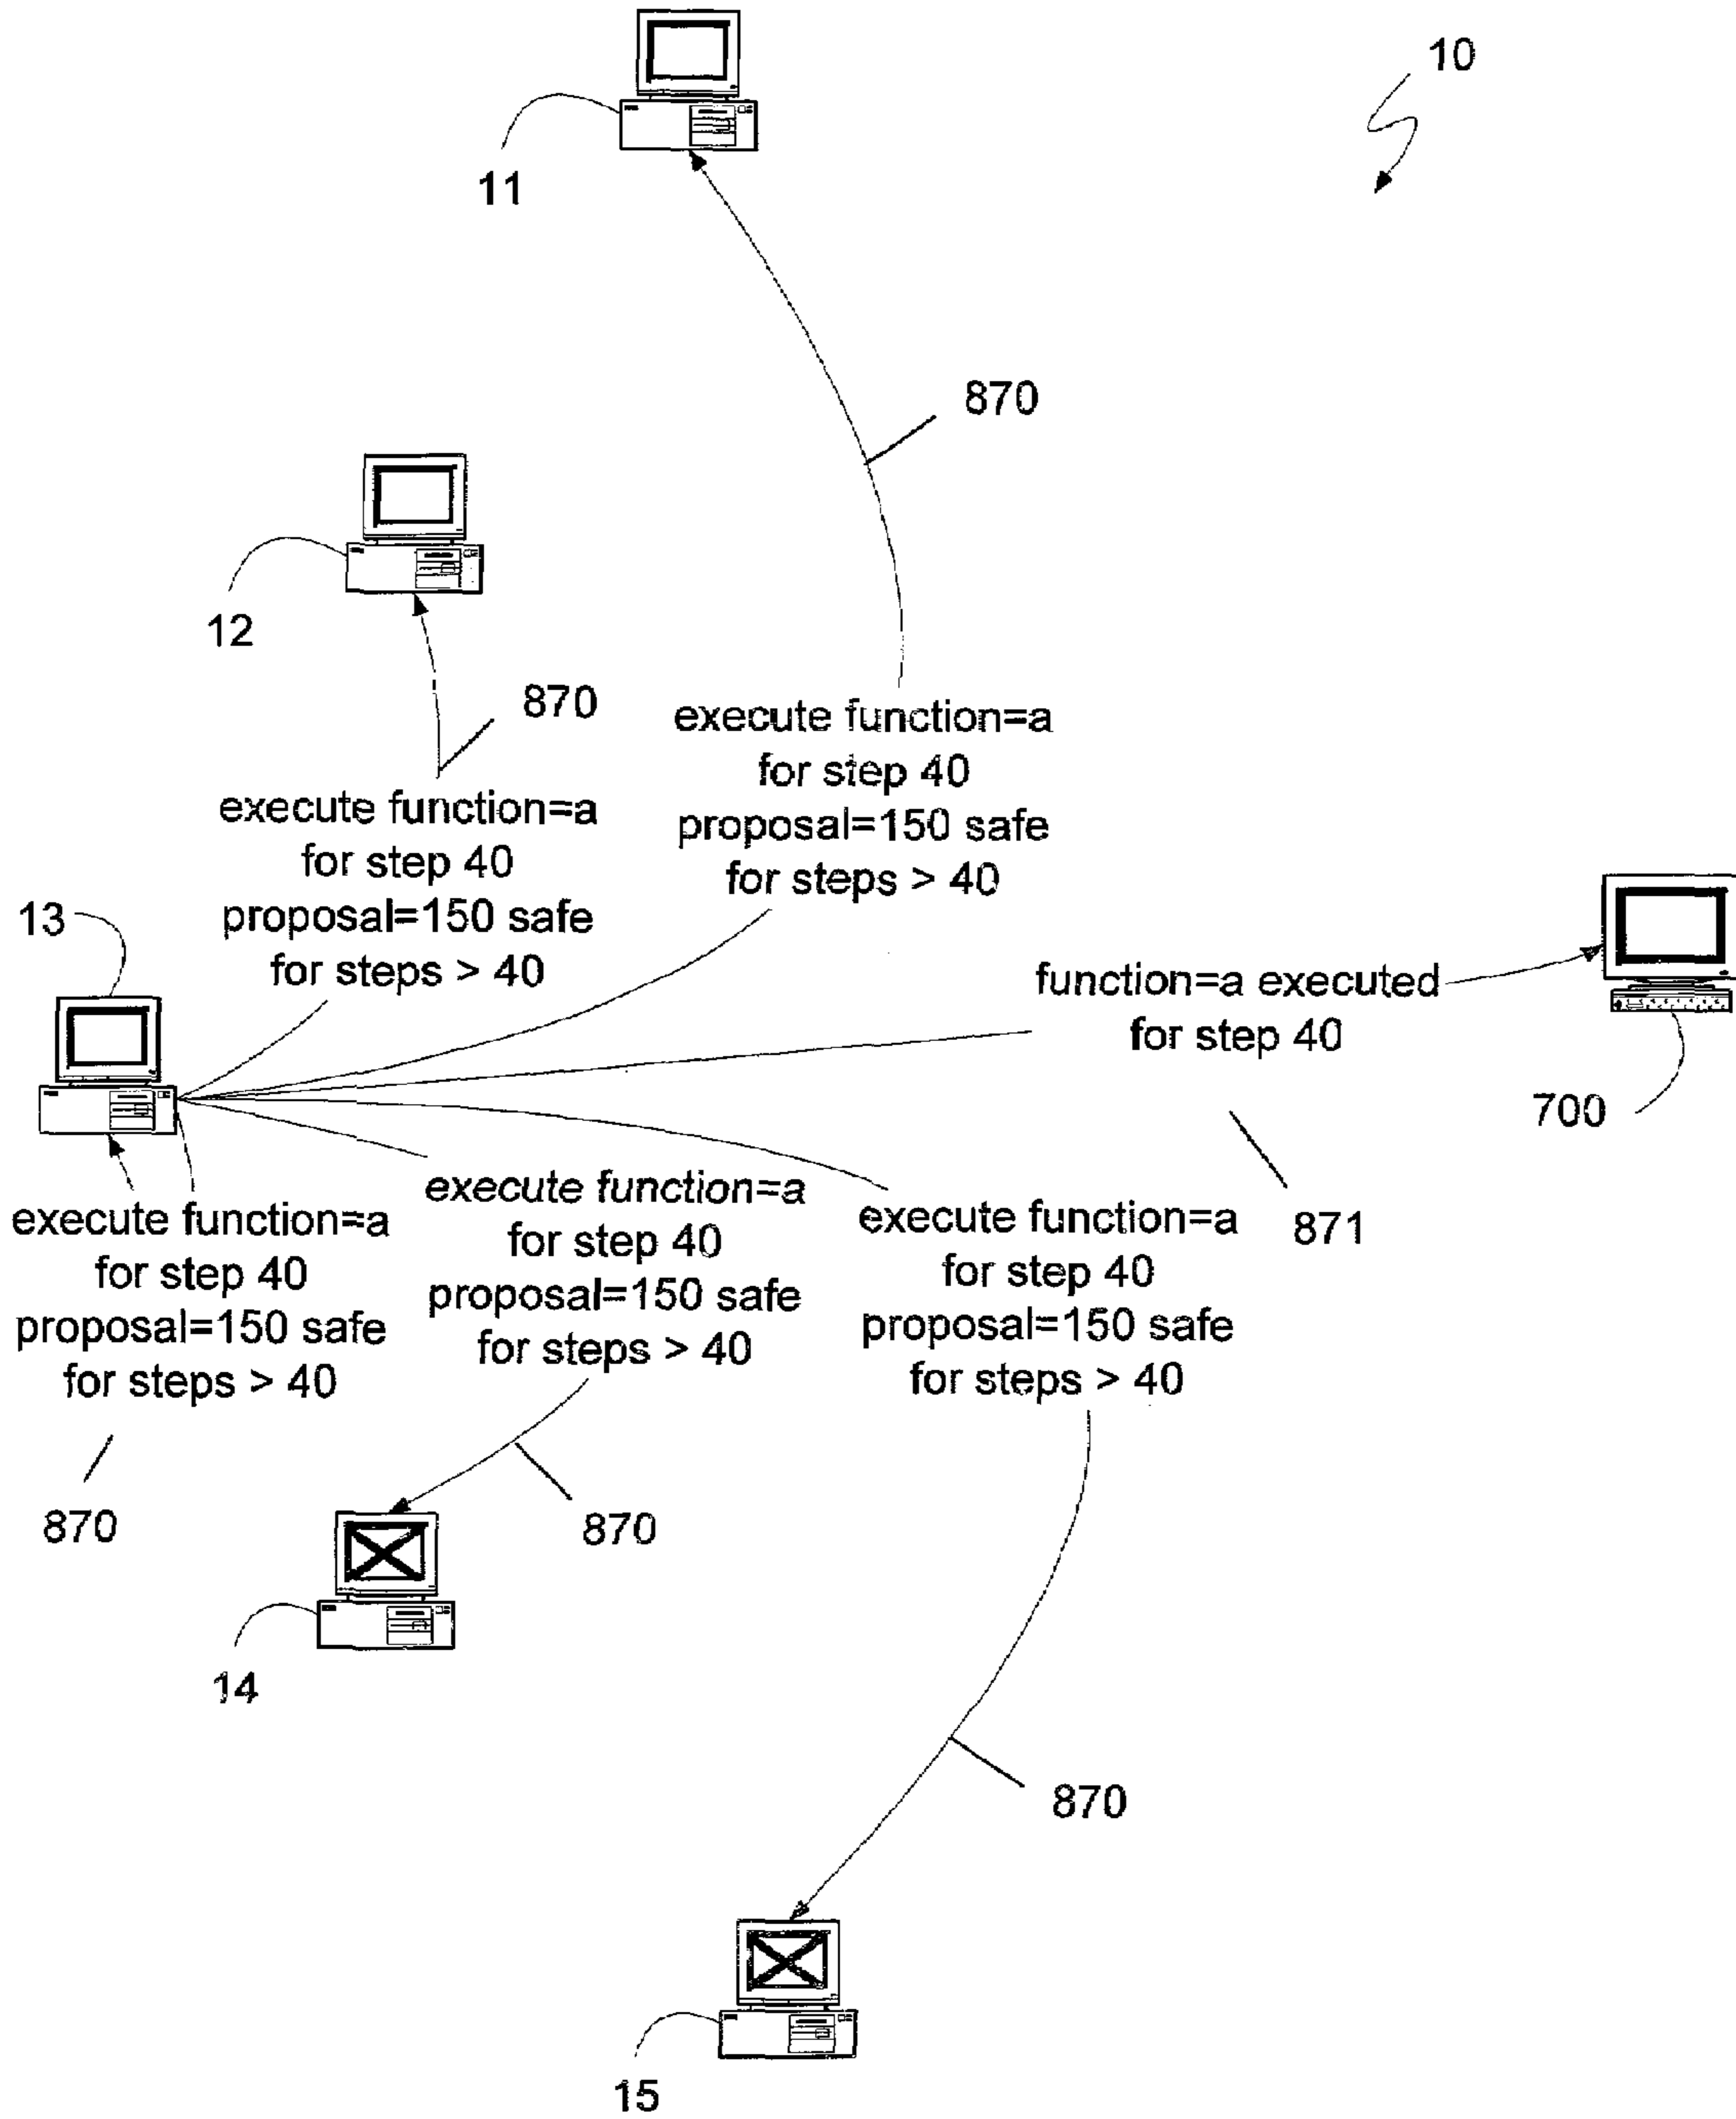 10
11
870
12
870
execute function=a
for step 40
proposal=150 safe
for steps > 40
execute function=a
for step 40
proposal=150 safe
for steps > 40
13
function=a executed
for step 40
700
871
execute function=a
for step 40
proposal=150 safe
for steps > 40
execute function=a
for step 40
proposal=150 safe
for steps > 40
execute function=a
for step 40
proposal=150 safe
for steps > 40
870
870
14
870
15